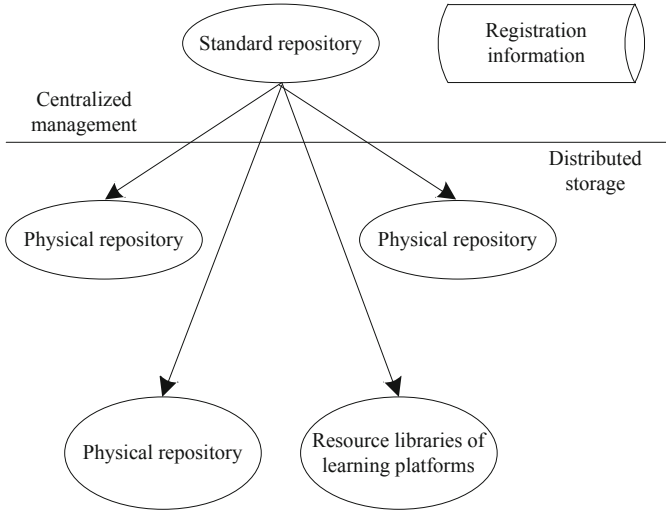 Standard repository
Registration
information
Centralized
management
Distributed
storage
Physical repository
Physical repository
Physical repository
Resource libraries of
learning platforms